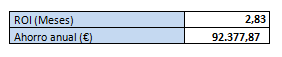 ROI (Meses) 2,83
Ahorro anual (€) 92.377,87